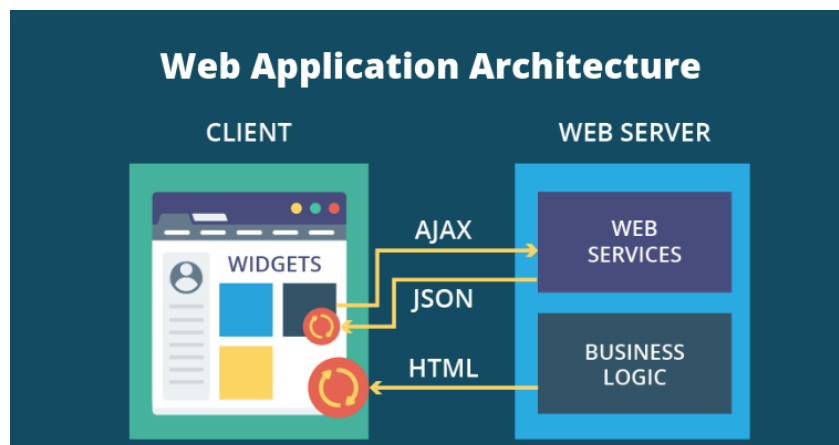 Web Application Architecture
CLIENT
WEB SERVER
WIDGETS
AJAX
JSON
HTML
WEB
SERVICES
BUSINESS
LOGIC